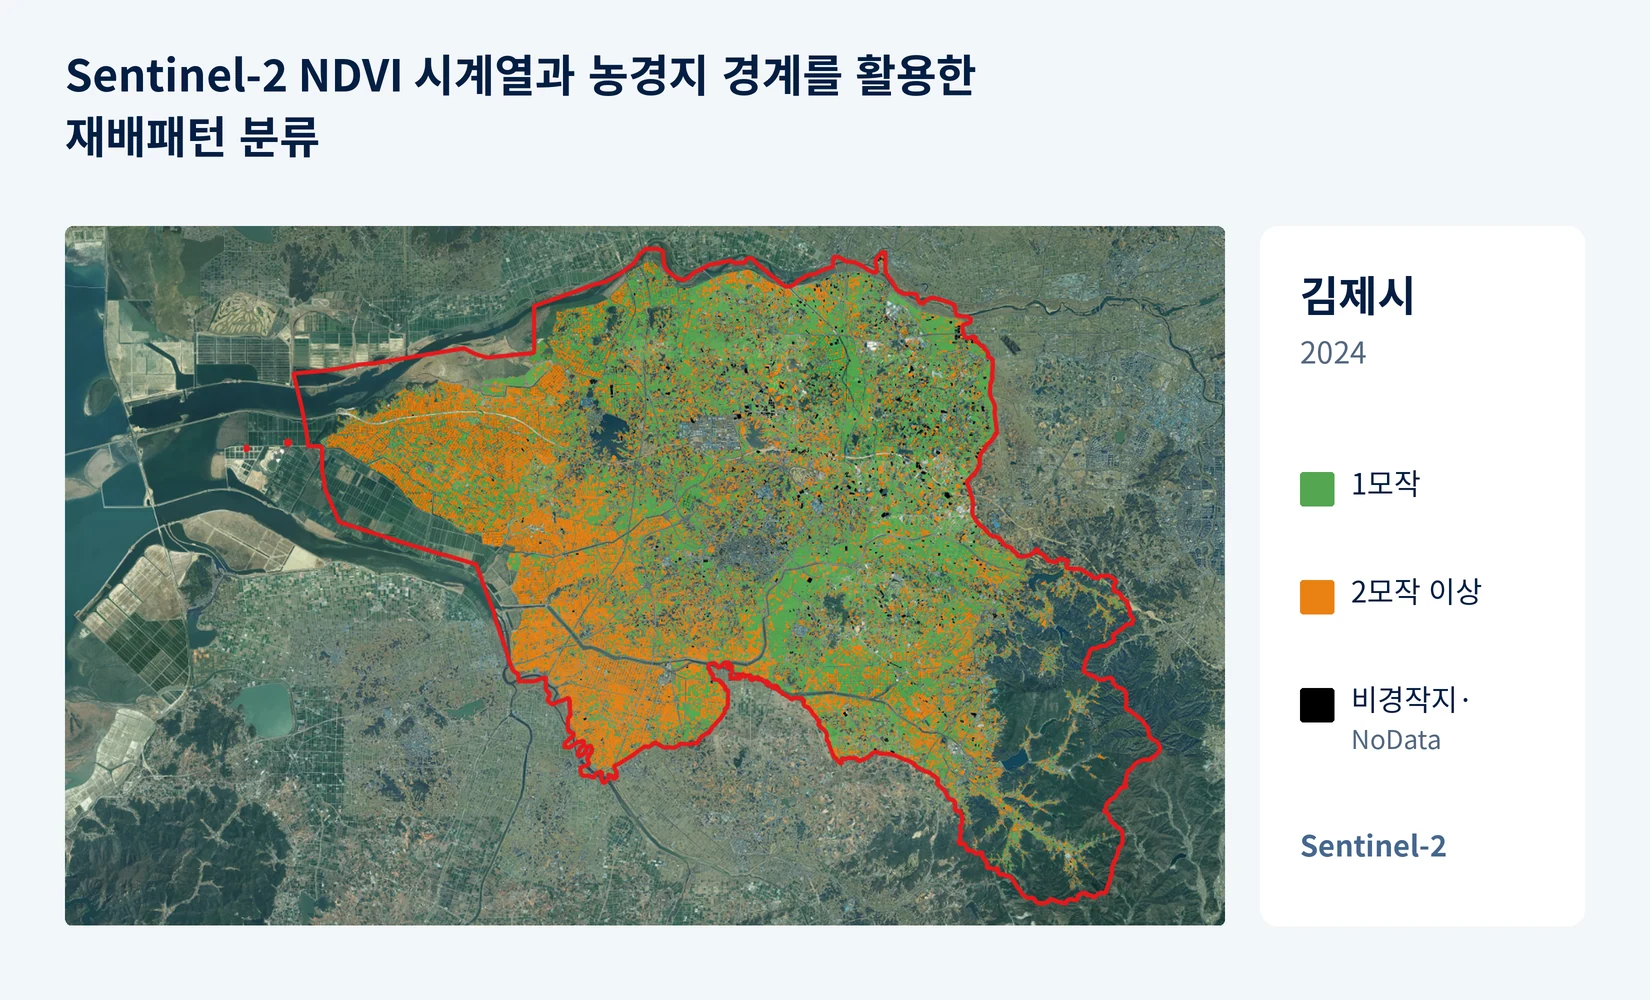 Sentinel-2 NDVI 시계열과 농경지 경계를 활용한
재배패턴 분류
김제시
2024
1모작
2모작 이상
비경작지·
NoData
Sentinel-2